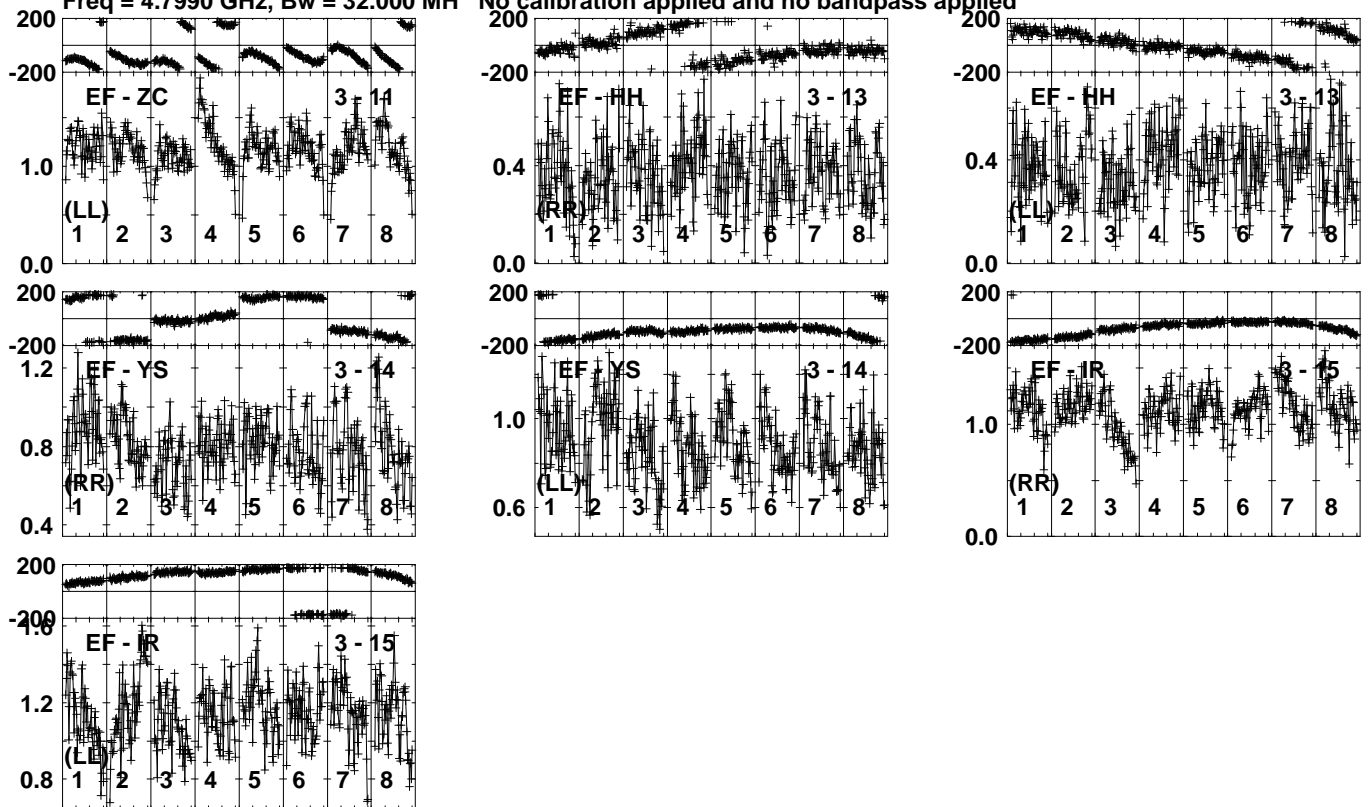 Freq = 4.7990 GHz, Bw = 32.000 MH No calibration applied and no bandpass applied
200
-200
EF - ZC 3 - 11
1.0
(LL)
1 2 3 4 5 6 7 8
0.0
200
-200
EF - HH 3 - 13
0.4
(RR)
1 2 3 4 5 6 7 8
0.0
200
-200
EF - HH 3 - 13
0.4
(LL)
1 2 3 4 5 6 7 8
0.0
200
-200
1.2
EF - YS 3 - 14
0.8
(RR)
1 2 3 4 5 6 7 8
0.4
200
-200
EF - YS 3 - 14
1.0
(LL)
1 2 3 4 5 6 7 8
0.6
200
-200
EF - IR 3 - 15
1.0
(RR)
1 2 3 4 5 6 7 8
0.0
200
-200
1.6
EF - IR 3 - 15
1.2
(LL)
0.8
1 2 3 4 5 6 7 8